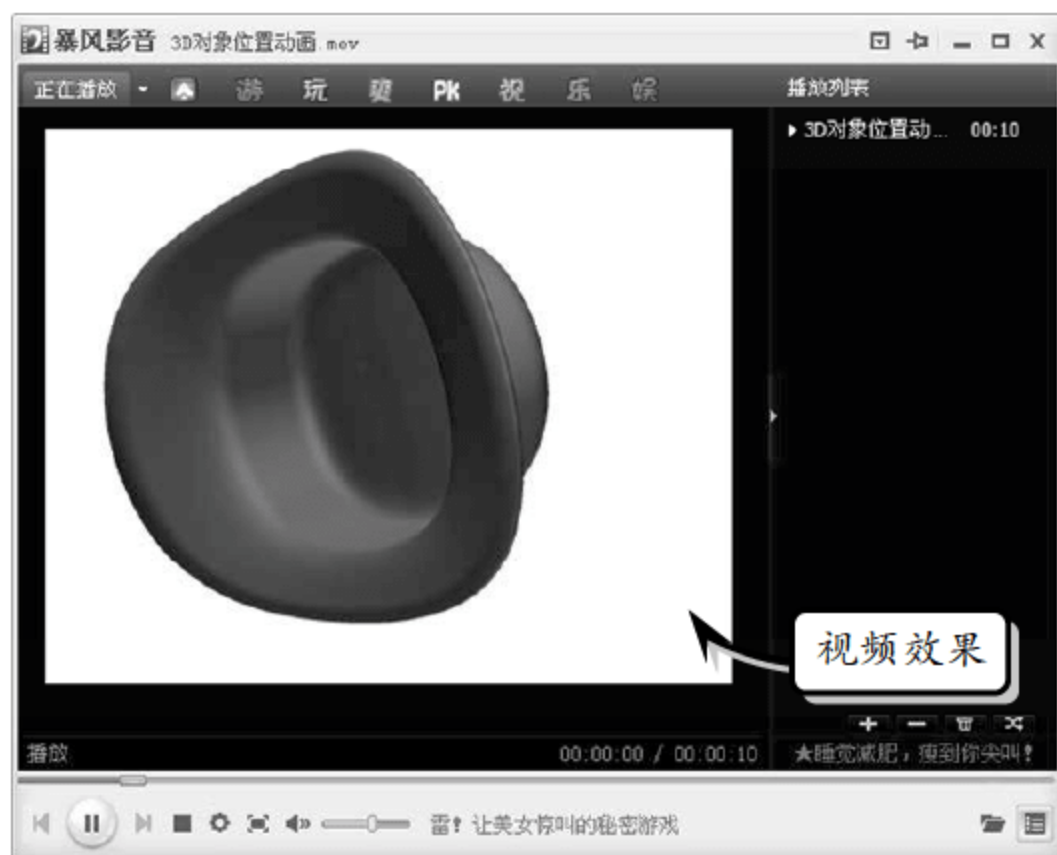 暴风影音 3D对象位置动画.mov
正在播放 游 玩 PK 视 乐 娱
播放列表
3D对象位置动... 00:10
视频效果
播放 00:00:00 / 00:00:10
★睡觉减肥，瘦到你尖叫！
雷！让美女惊叫的秘密游戏